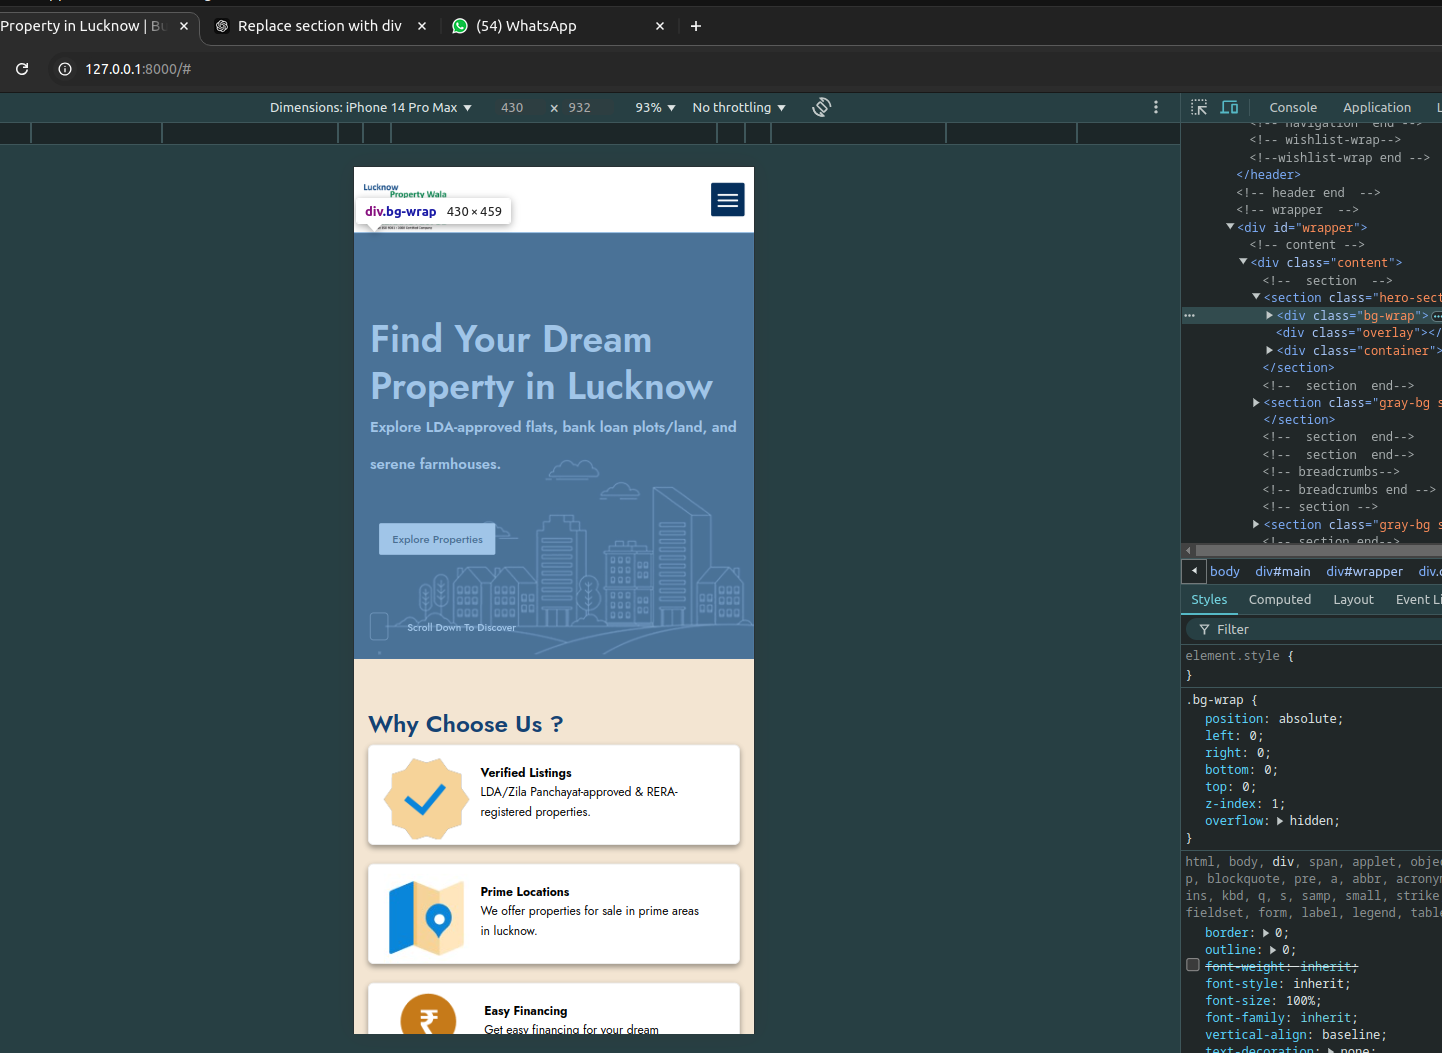 Property in Lucknow | Bu
Replace section with div
(54) WhatsApp
127.0.0.1:8000/#
Dimensions: iPhone 14 Pro Max
430
x
932
93%
No throttling
Console
Application
<!-- navigation end -->
<!-- wishlist-wrap-->
<!--wishlist-wrap end -->
</header>
<!-- header end -->
<!-- wrapper -->
<div id="wrapper">
<!-- content -->
<div class="content">
<!-- section -->
<section class="hero-sect
<div class="bg-wrap">
<div class="overlay"></
<div class="container">
</section>
<!-- section end-->
<section class="gray-bg s
</section>
<!-- section end-->
<!-- section end-->
<!-- breadcrumbs-->
<!-- breadcrumbs end -->
<!-- section -->
<section class="gray-bg s
<!-- section end-->
body
div#main
div#wrapper
div.c
Styles
Computed
Layout
Event Li
Filter
element.style {
}
.bg-wrap {
position: absolute;
left: 0;
right: 0;
bottom: 0;
top: 0;
z-index: 1;
overflow: hidden;
}
html, body, div, span, applet, objec
p, blockquote, pre, a, abbr, acronym
ins, kbd, q, s, samp, small, strike
fieldset, form, label, legend, tabl
border: 0;
outline: 0;
font-weight: inherit;
font-style: inherit;
font-size: 100%;
font-family: inherit;
vertical-align: baseline;
text-decoration: none;
Lucknow
Property Wala
div.bg-wrap 430 × 459
Find Your Dream
Property in Lucknow
Explore LDA-approved flats, bank loan plots/land, and
serene farmhouses.
Explore Properties
Scroll Down To Discover
Why Choose Us ?
Verified Listings
LDA/Zila Panchayat-approved & RERA-
registered properties.
Prime Locations
We offer properties for sale in prime areas
in lucknow.
Easy Financing
Get easy financing for your dream